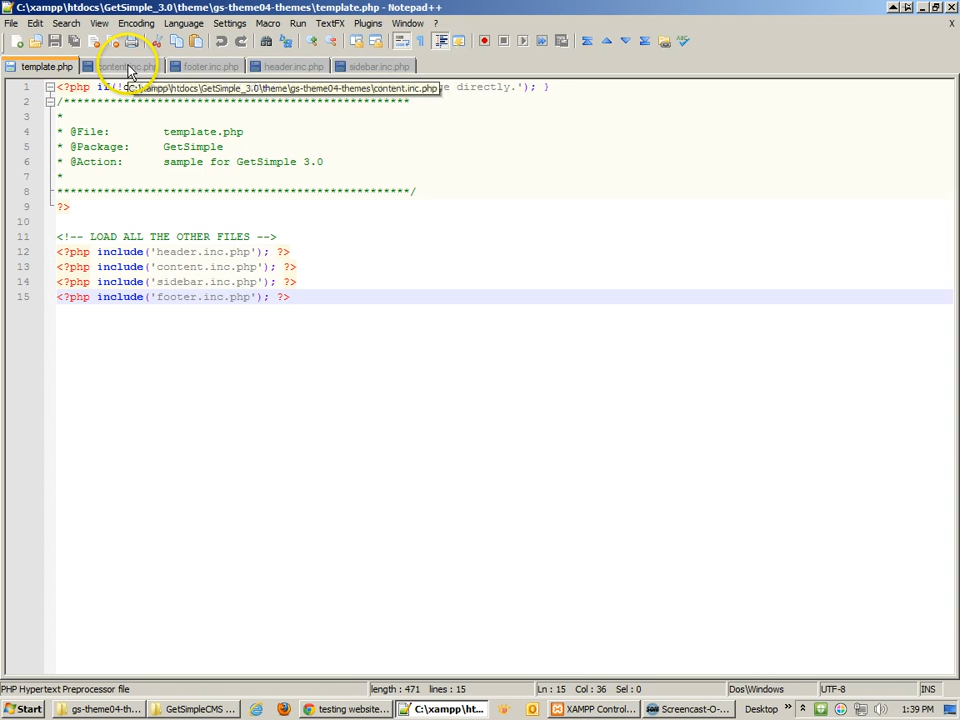 C:\xampp\htdocs\GetSimple_3.0\theme\gs-theme04-themes\template.php - Notepad++
File Edit Search View Encoding Language Settings Macro Run TextFX Plugins Window ?
X
template.php content.inc.php footer.inc.php header.inc.php sidebar.inc.php
C:\xampp\htdocs\GetSimple_3.0\theme\gs-theme04-themes\content.inc.php
1 <?php if(!d directly.'); }
2 /*****************************************************
3 *
4 * @File: template.php
5 * @Package: GetSimple
6 * @Action: sample for GetSimple 3.0
7 *
8 *****************************************************/
9 ?>
10
11 <!-- LOAD ALL THE OTHER FILES -->
12 <?php include('header.inc.php'); ?>
13 <?php include('content.inc.php'); ?>
14 <?php include('sidebar.inc.php'); ?>
15 <?php include('footer.inc.php'); ?>
PHP Hypertext Preprocessor file length : 471 lines : 15 Ln : 15 Col : 36 Sel : 0 Dos\Windows UTF-8 INS
Start gs-theme04-th... GetSimpleCMS ... testing website... C:\xampp\ht... XAMPP Control... Screencast-O-... Desktop » 1:39 PM